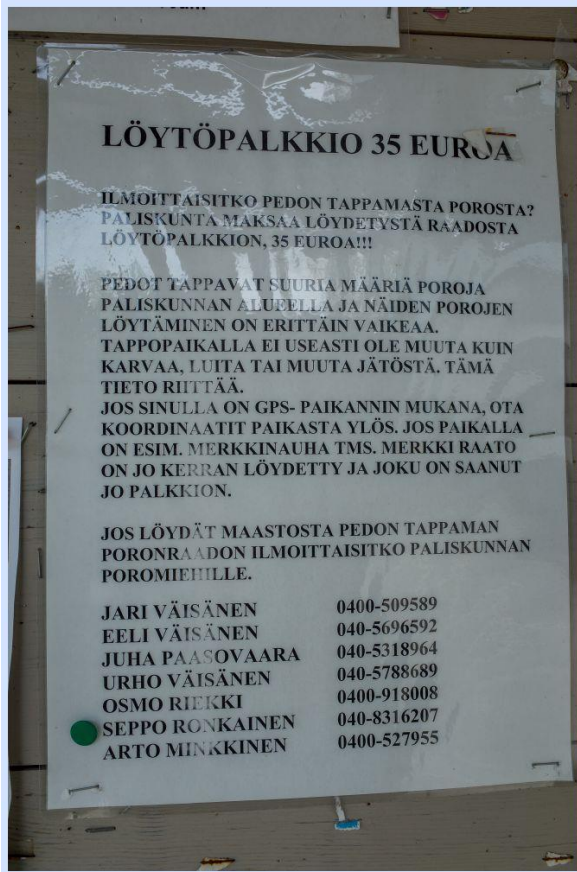 LÖYTÖPALKKIO 35 EUROA
ILMOITTAISITKO PEDON TAPPAMASTA POROSTA?
PALISKUNTA MAKSAA LÖYDETYSTÄ RAADOSTA
LÖYTÖPALKKION, 35 EUROA!!!
PEDOT TAPPAVAT SUURIA MÄÄRIÄ POROJA
PALISKUNNAN ALUEELLA JA NÄIDEN POROJEN
LÖYTÄMINEN ON ERITTÄIN VAIKEAA.
TAPPOPAIKALLA EI USEASTI OLE MUUTA KUIN
KARVAA, LUITA TAI MUUTA JÄTÖSTÄ. TÄMÄ
TIETO RIITTÄÄ.
JOS SINULLA ON GPS- PAIKANNIN MUKANA, OTA
KOORDINAATIT PAIKASTA YLÖS. JOS PAIKALLA
ON ESIM. MERKKINAUHA TMS. MERKKI RAATO
ON JO KERRAN LÖYDETTY JA JOKU ON SAANUT
JO PALKKION.
JOS LÖYDÄT MAASTOSTA PEDON TAPPAMAN
PORONRAADON ILMOITTAISITKO PALISKUNNAN
POROMIEHILLE.
JARI VÄISÄNEN 0400-509589
EELI VÄISÄNEN 040-5696592
JUHA PAASOVAARA 040-5318964
URHO VÄISÄNEN 040-5788689
OSMO RIEKKI 0400-918008
SEPPO RONKAINEN 040-8316207
ARTO MINKKINEN 0400-527955